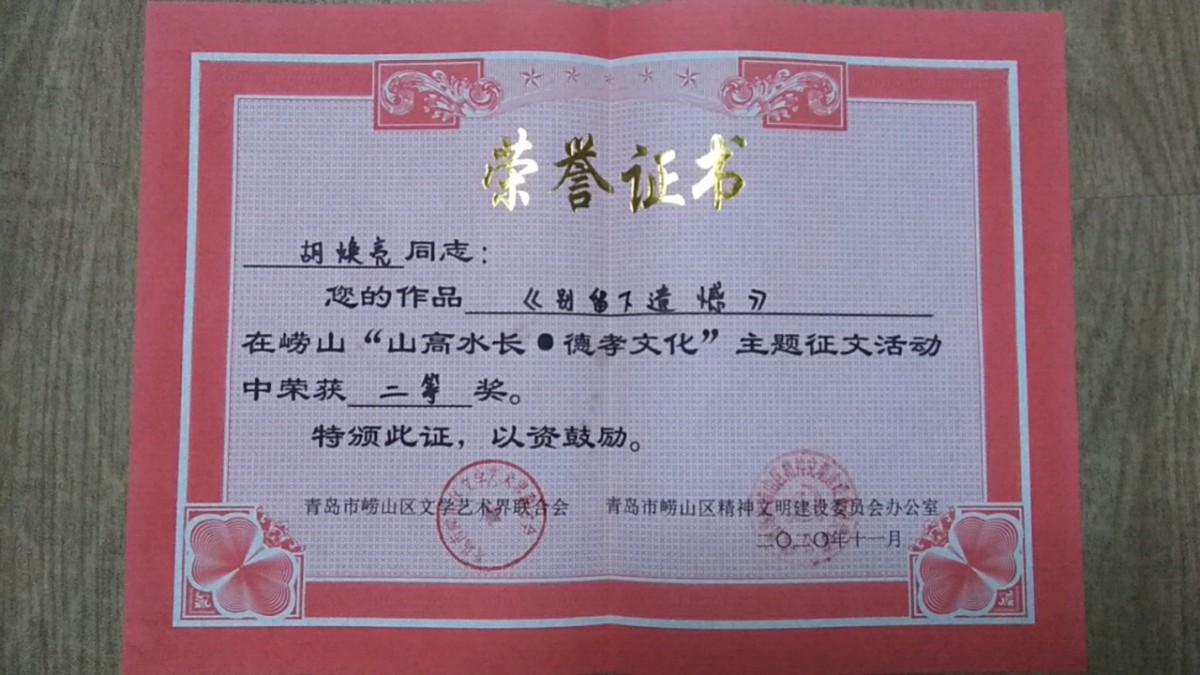 荣誉证书
胡焕亮同志:
您的作品《别留下遗憾》
在崂山“山高水长●德孝文化”主题征文活动
中荣获二等奖。
特颁此证，以资鼓励。
青岛市崂山区文学艺术界联合会 青岛市崂山区精神文明建设委员会办公室
二〇二〇年十一月